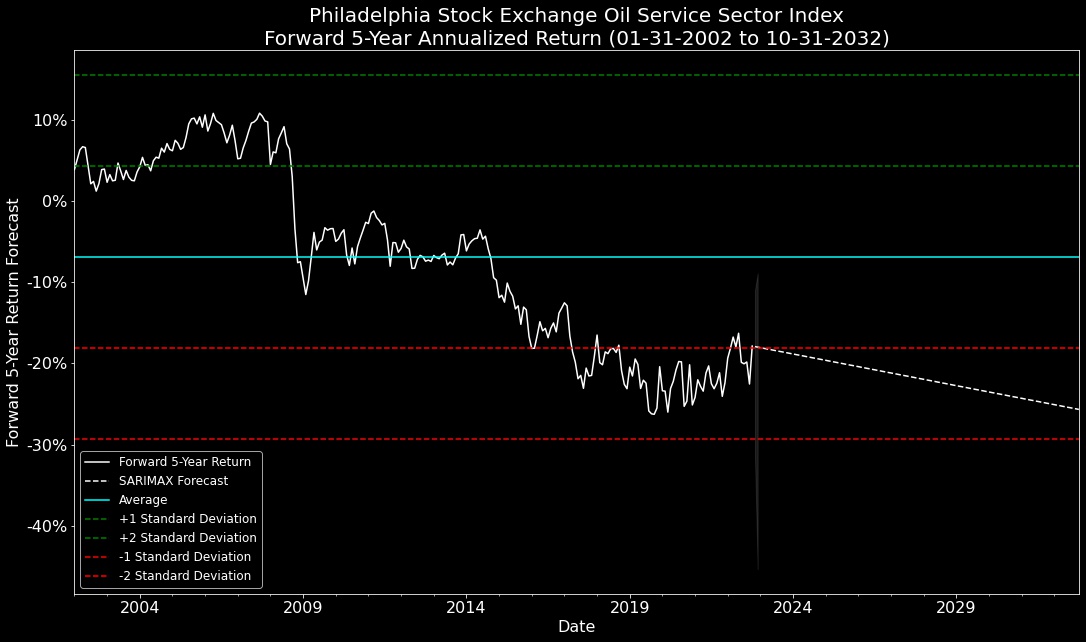 Philadelphia Stock Exchange Oil Service Sector Index
Forward 5-Year Annualized Return (01-31-2002 to 10-31-2032)
Forward 5-Year Return Forecast
10%
0%
-10%
-20%
-30%
-40%
Forward 5-Year Return
SARIMAX Forecast
Average
+1 Standard Deviation
+2 Standard Deviation
-1 Standard Deviation
-2 Standard Deviation
2004 2009 2014 2019 2024 2029
Date